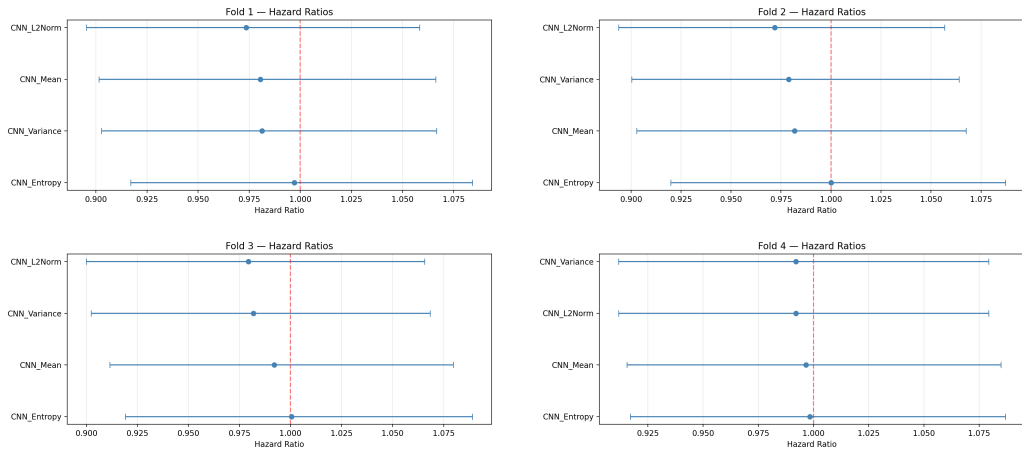 Fold 1 — Hazard Ratios
CNN_L2Norm
CNN_Mean
CNN_Variance
CNN_Entropy
0.900 0.925 0.950 0.975 1.000 1.025 1.050 1.075
Hazard Ratio
Fold 2 — Hazard Ratios
CNN_L2Norm
CNN_Variance
CNN_Mean
CNN_Entropy
0.900 0.925 0.950 0.975 1.000 1.025 1.050 1.075
Hazard Ratio
Fold 3 — Hazard Ratios
CNN_L2Norm
CNN_Variance
CNN_Mean
CNN_Entropy
0.900 0.925 0.950 0.975 1.000 1.025 1.050 1.075
Hazard Ratio
Fold 4 — Hazard Ratios
CNN_Variance
CNN_L2Norm
CNN_Mean
CNN_Entropy
0.925 0.950 0.975 1.000 1.025 1.050 1.075
Hazard Ratio